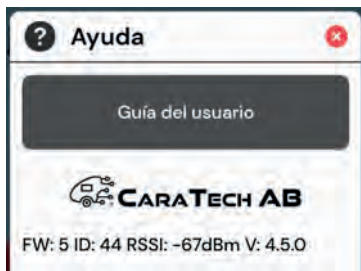 ? Ayuda
Guía del usuario
CARATECH AB
FW: 5 ID: 44 RSSI: -67dBm V: 4.5.0